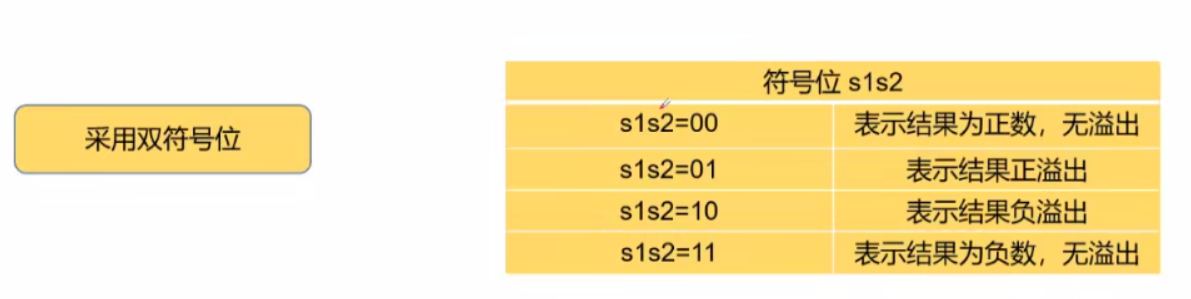 采用双符号位
符号位 s1s2
s1s2=00 表示结果为正数，无溢出
s1s2=01 表示结果正溢出
s1s2=10 表示结果负溢出
s1s2=11 表示结果为负数，无溢出